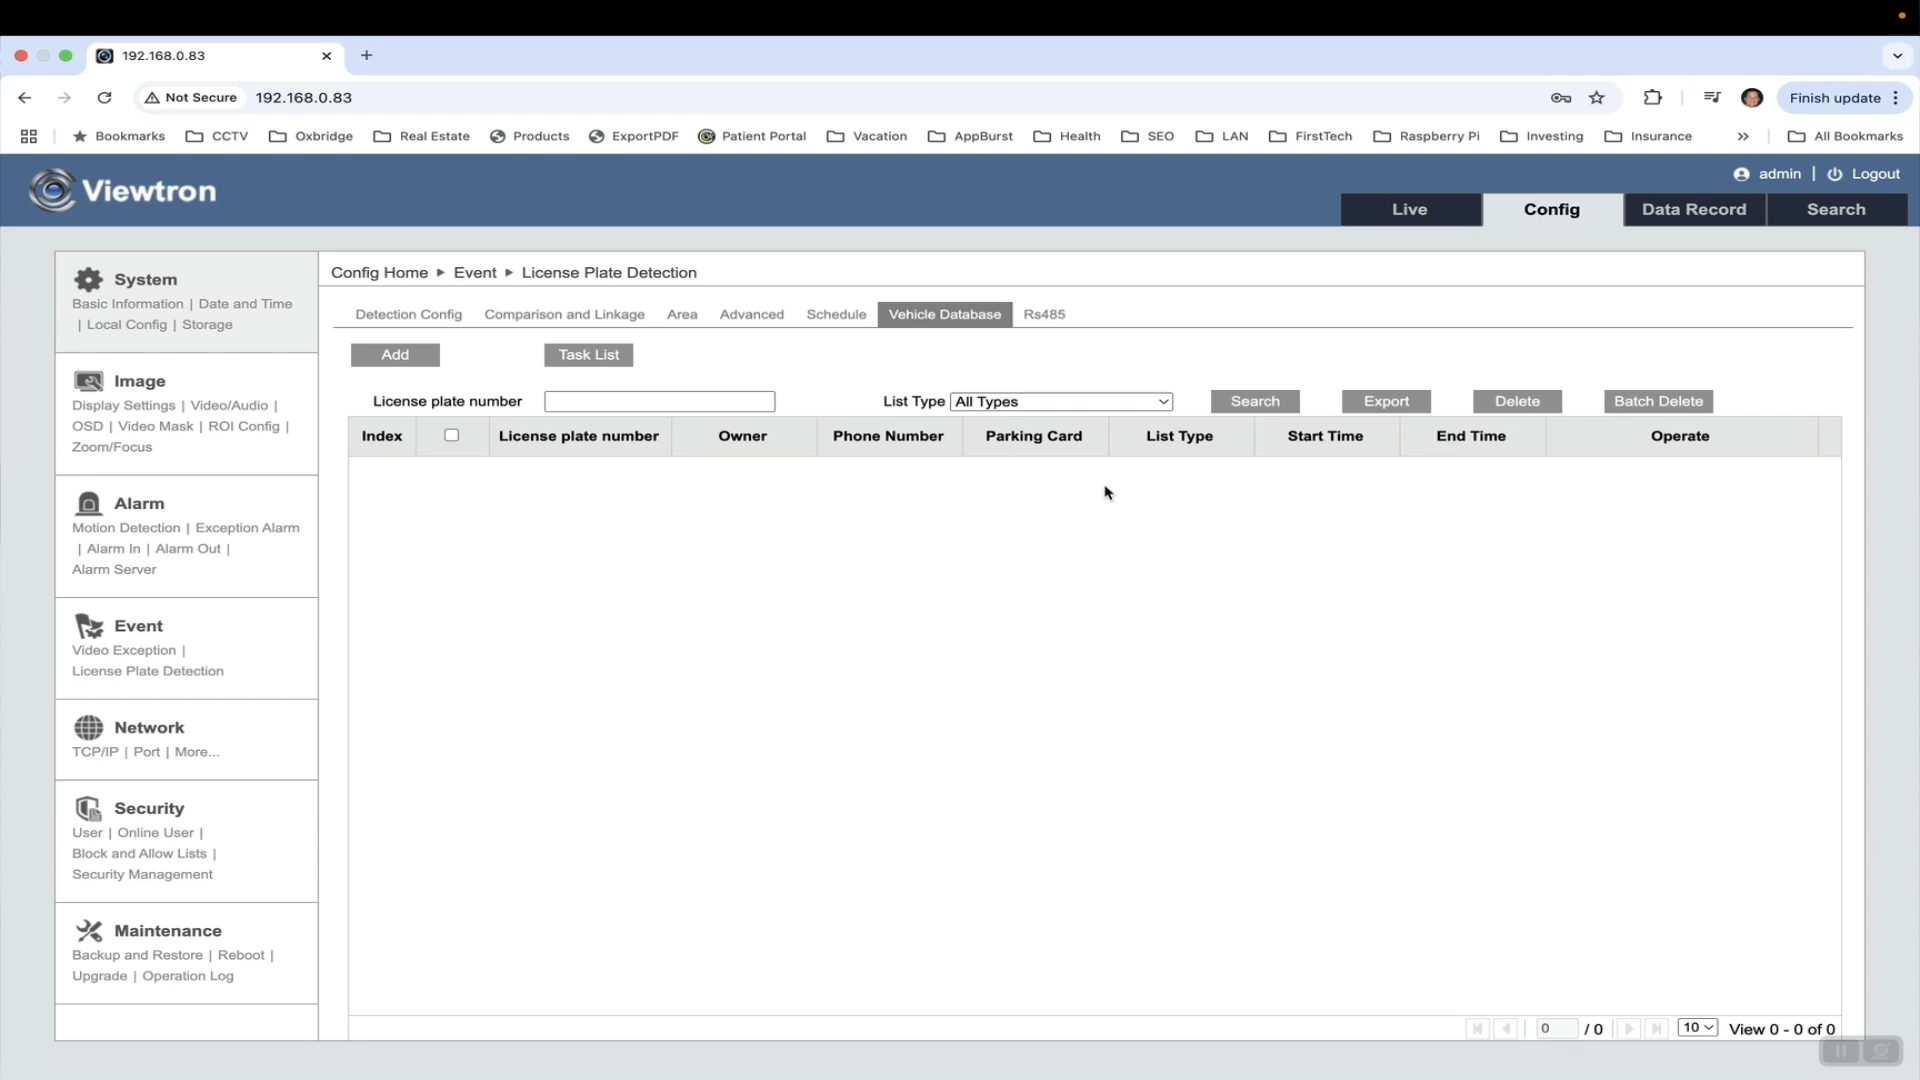 192.168.0.83
Not Secure 192.168.0.83 Finish update
Bookmarks CCTV Oxbridge Real Estate Products ExportPDF Patient Portal Vacation AppBurst Health SEO LAN FirstTech Raspberry Pi Investing Insurance All Bookmarks
admin | Logout
Viewtron
Live Config Data Record Search
Config Home Event License Plate Detection
System
Basic Information | Date and Time
| Local Config | Storage
Image
Display Settings | Video/Audio |
OSD | Video Mask | ROI Config |
Zoom/Focus
Alarm
Motion Detection | Exception Alarm
| Alarm In | Alarm Out |
Alarm Server
Event
Video Exception |
License Plate Detection
Network
TCP/IP | Port | More...
Security
User | Online User |
Block and Allow Lists |
Security Management
Maintenance
Backup and Restore | Reboot |
Upgrade | Operation Log
Detection Config Comparison and Linkage Area Advanced Schedule Vehicle Database Rs485
Add Task List
License plate number List Type All Types Search Export Delete Batch Delete
Index License plate number Owner Phone Number Parking Card List Type Start Time End Time Operate
0 / 0 10 View 0 - 0 of 0